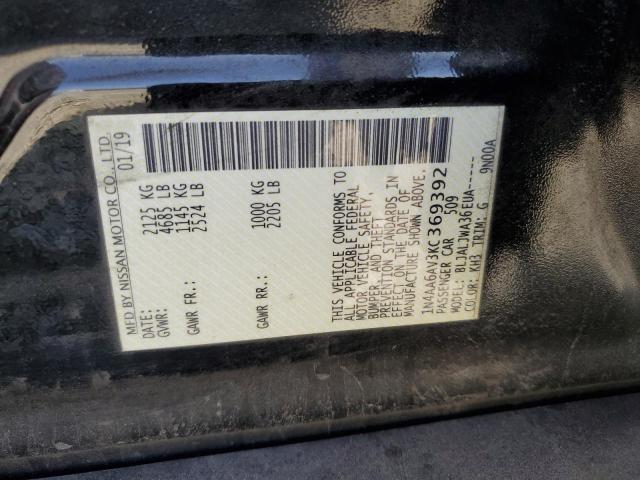 MFD BY NISSAN MOTOR CO., LTD.
DATE: 01/19
GVWR: 2125 KG
4685 LB
GAWR FR.: 1145 KG
2524 LB
GAWR RR.: 1000 KG
2205 LB
THIS VEHICLE CONFORMS TO
ALL APPLICABLE FEDERAL
MOTOR VEHICLE SAFETY,
BUMPER, AND THEFT
PREVENTION STANDARDS IN
EFFECT ON THE DATE OF
MANUFACTURE SHOWN ABOVE.
1N4AA6AV3KC369392
PASSENGER CAR 509
MODEL: BLJALJWA36EUA-----
COLOR: KH3 TRIM: G 9N00A